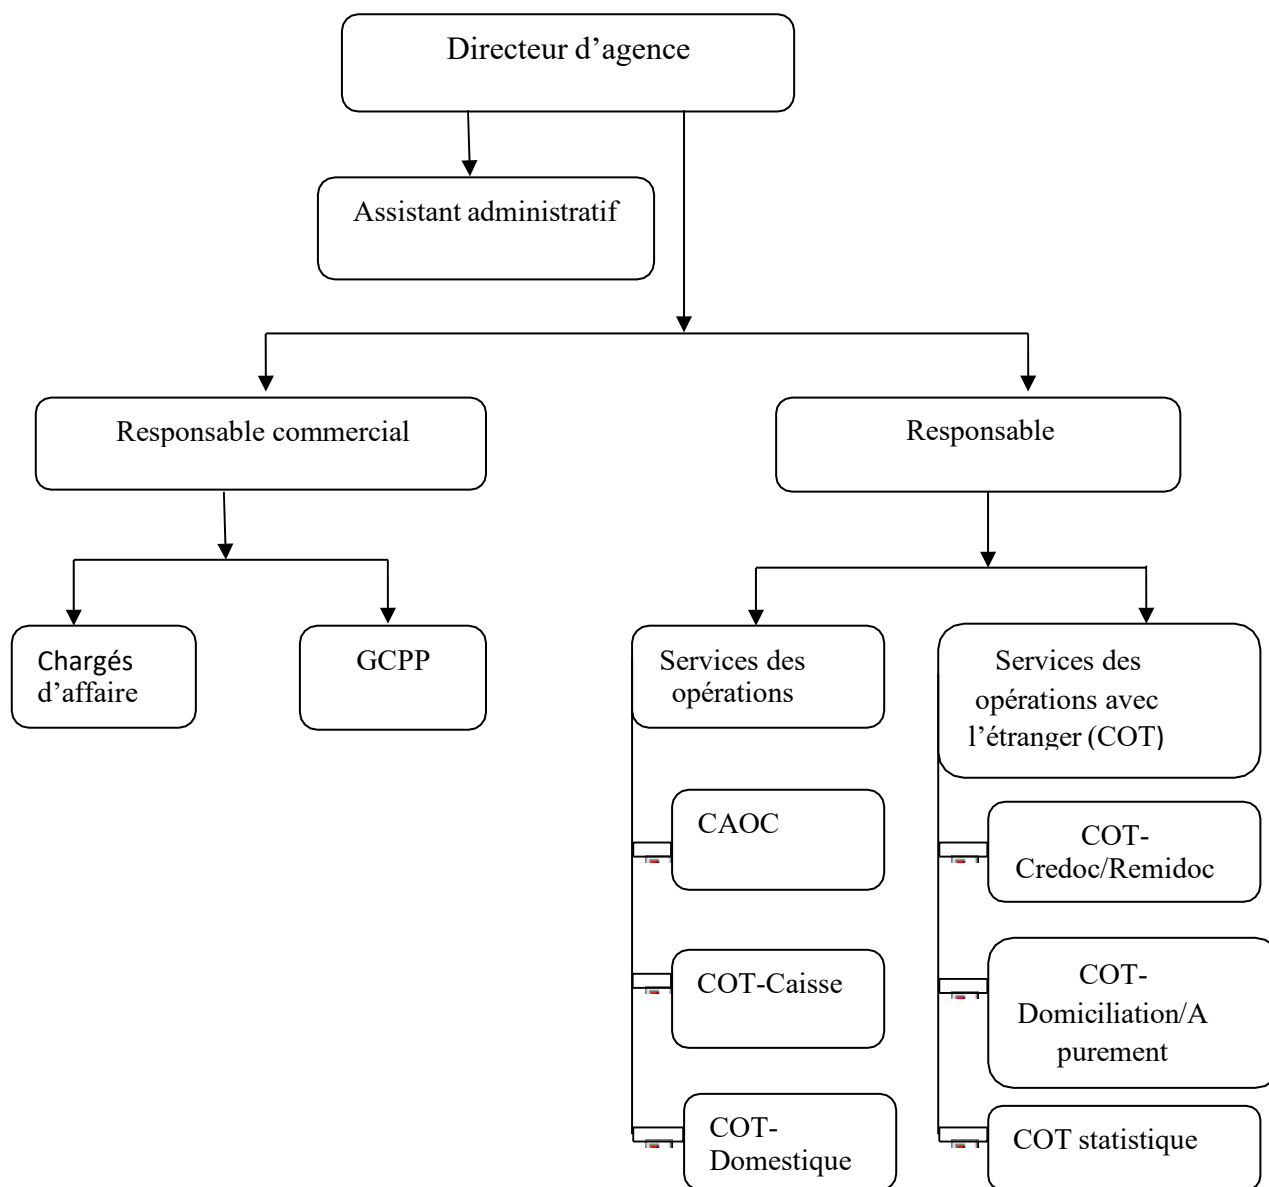 Directeur d’agence
Assistant administratif
Responsable commercial
Responsable
Chargés
d’affaire
GCPP
Services des
opérations
Services des
opérations avec
l’étranger (COT)
CAOC
COT-
Credoc/Remidoc
COT-Caisse
COT-
Domiciliation/A
purement
COT-
Domestique
COT statistique